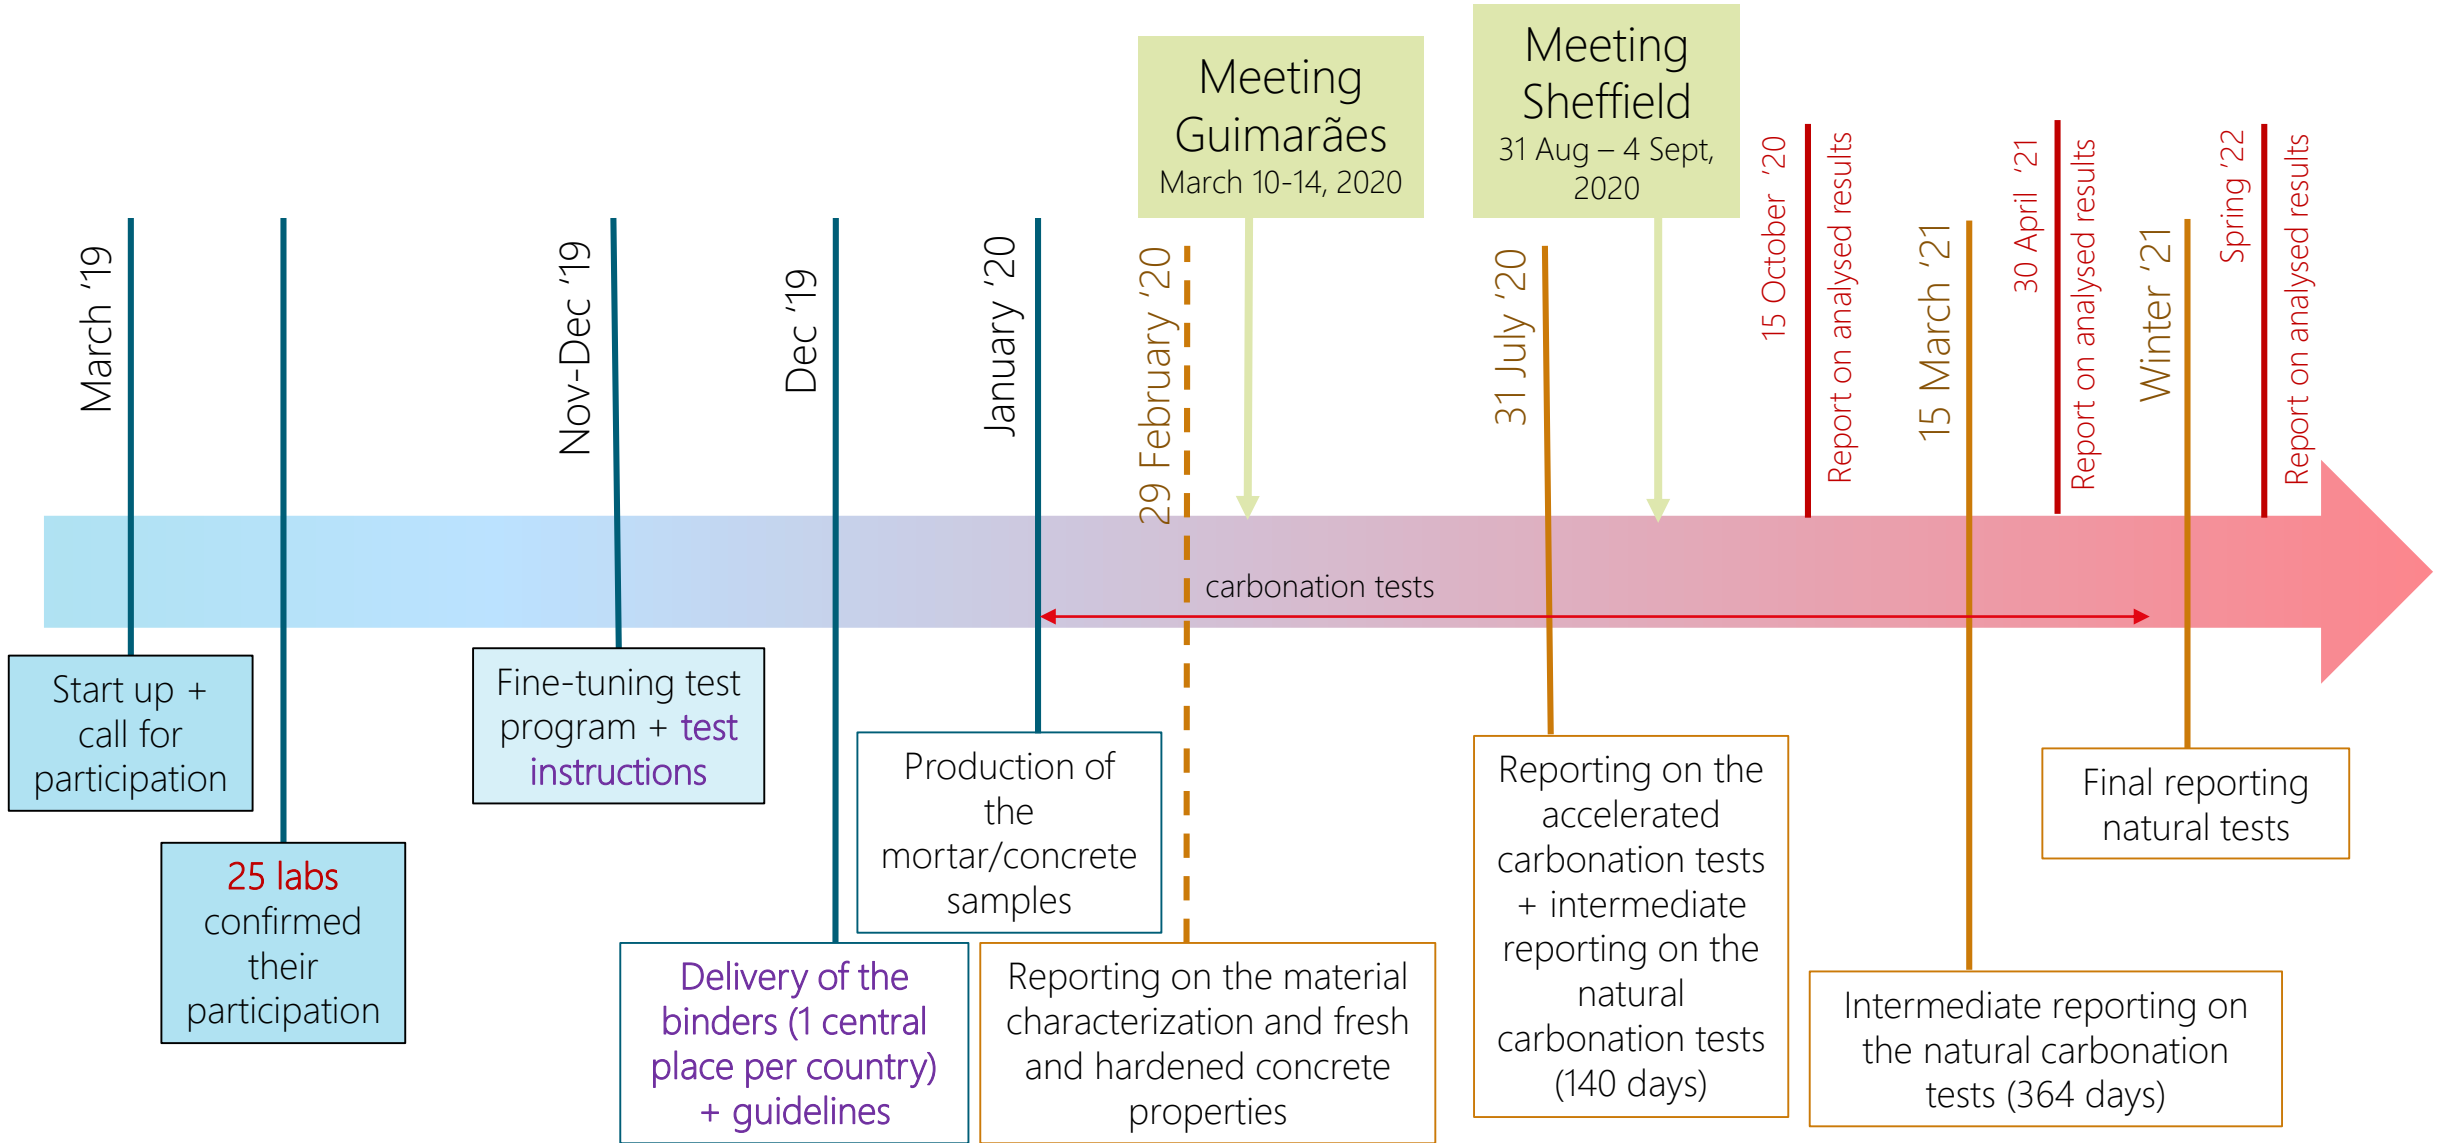 Meeting
Guimarães
March 10-14, 2020
Meeting
Sheffield
31 Aug – 4 Sept,
2020
March ‘19
Nov-Dec ‘19
Dec ‘19
January ‘20
29 February ‘20
31 July ‘20
15 October ‘20
Report on analysed results
15 March ‘21
30 April ‘21
Report on analysed results
Winter ‘21
Spring ‘22
Report on analysed results
carbonation tests
Start up +
call for
participation
25 labs
confirmed
their
participation
Fine-tuning test
program + test
instructions
Delivery of the
binders (1 central
place per country)
+ guidelines
Production of
the
mortar/concrete
samples
Reporting on the material
characterization and fresh
and hardened concrete
properties
Reporting on the
accelerated
carbonation tests
+ intermediate
reporting on the
natural
carbonation tests
(140 days)
Intermediate reporting on
the natural carbonation
tests (364 days)
Final reporting
natural tests